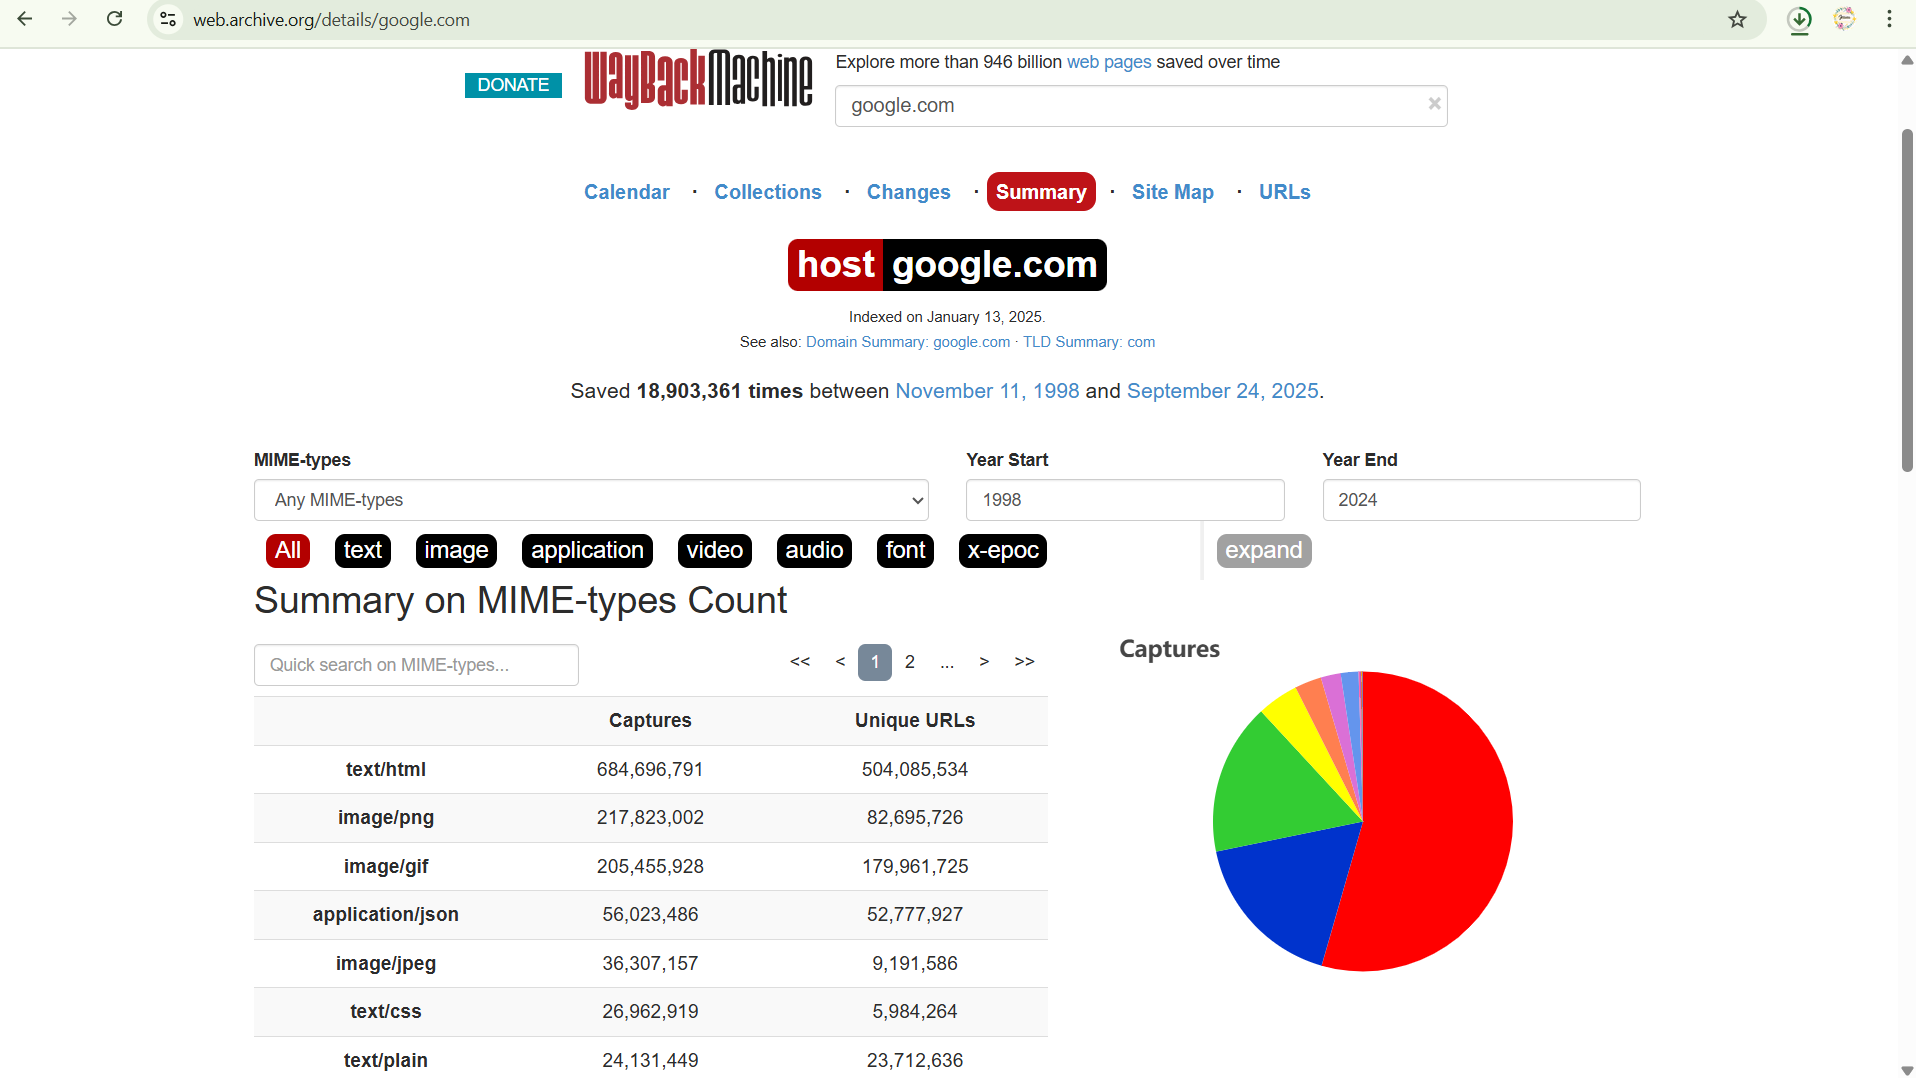 web.archive.org/details/google.com
DONATE
WayBackMachine
Explore more than 946 billion web pages saved over time
google.com
×
Calendar · Collections · Changes · Summary · Site Map · URLs
host google.com
Indexed on January 13, 2025.
See also: Domain Summary: google.com · TLD Summary: com
Saved 18,903,361 times between November 11, 1998 and September 24, 2025.
MIME-types Year Start Year End
Any MIME-types 1998 2024
All text image application video audio font x-epoc expand
Summary on MIME-types Count
Quick search on MIME-types... << < 1 2 ... > >>
Captures
Captures Unique URLs
text/html 684,696,791 504,085,534
image/png 217,823,002 82,695,726
image/gif 205,455,928 179,961,725
application/json 56,023,486 52,777,927
image/jpeg 36,307,157 9,191,586
text/css 26,962,919 5,984,264
text/plain 24,131,449 23,712,636